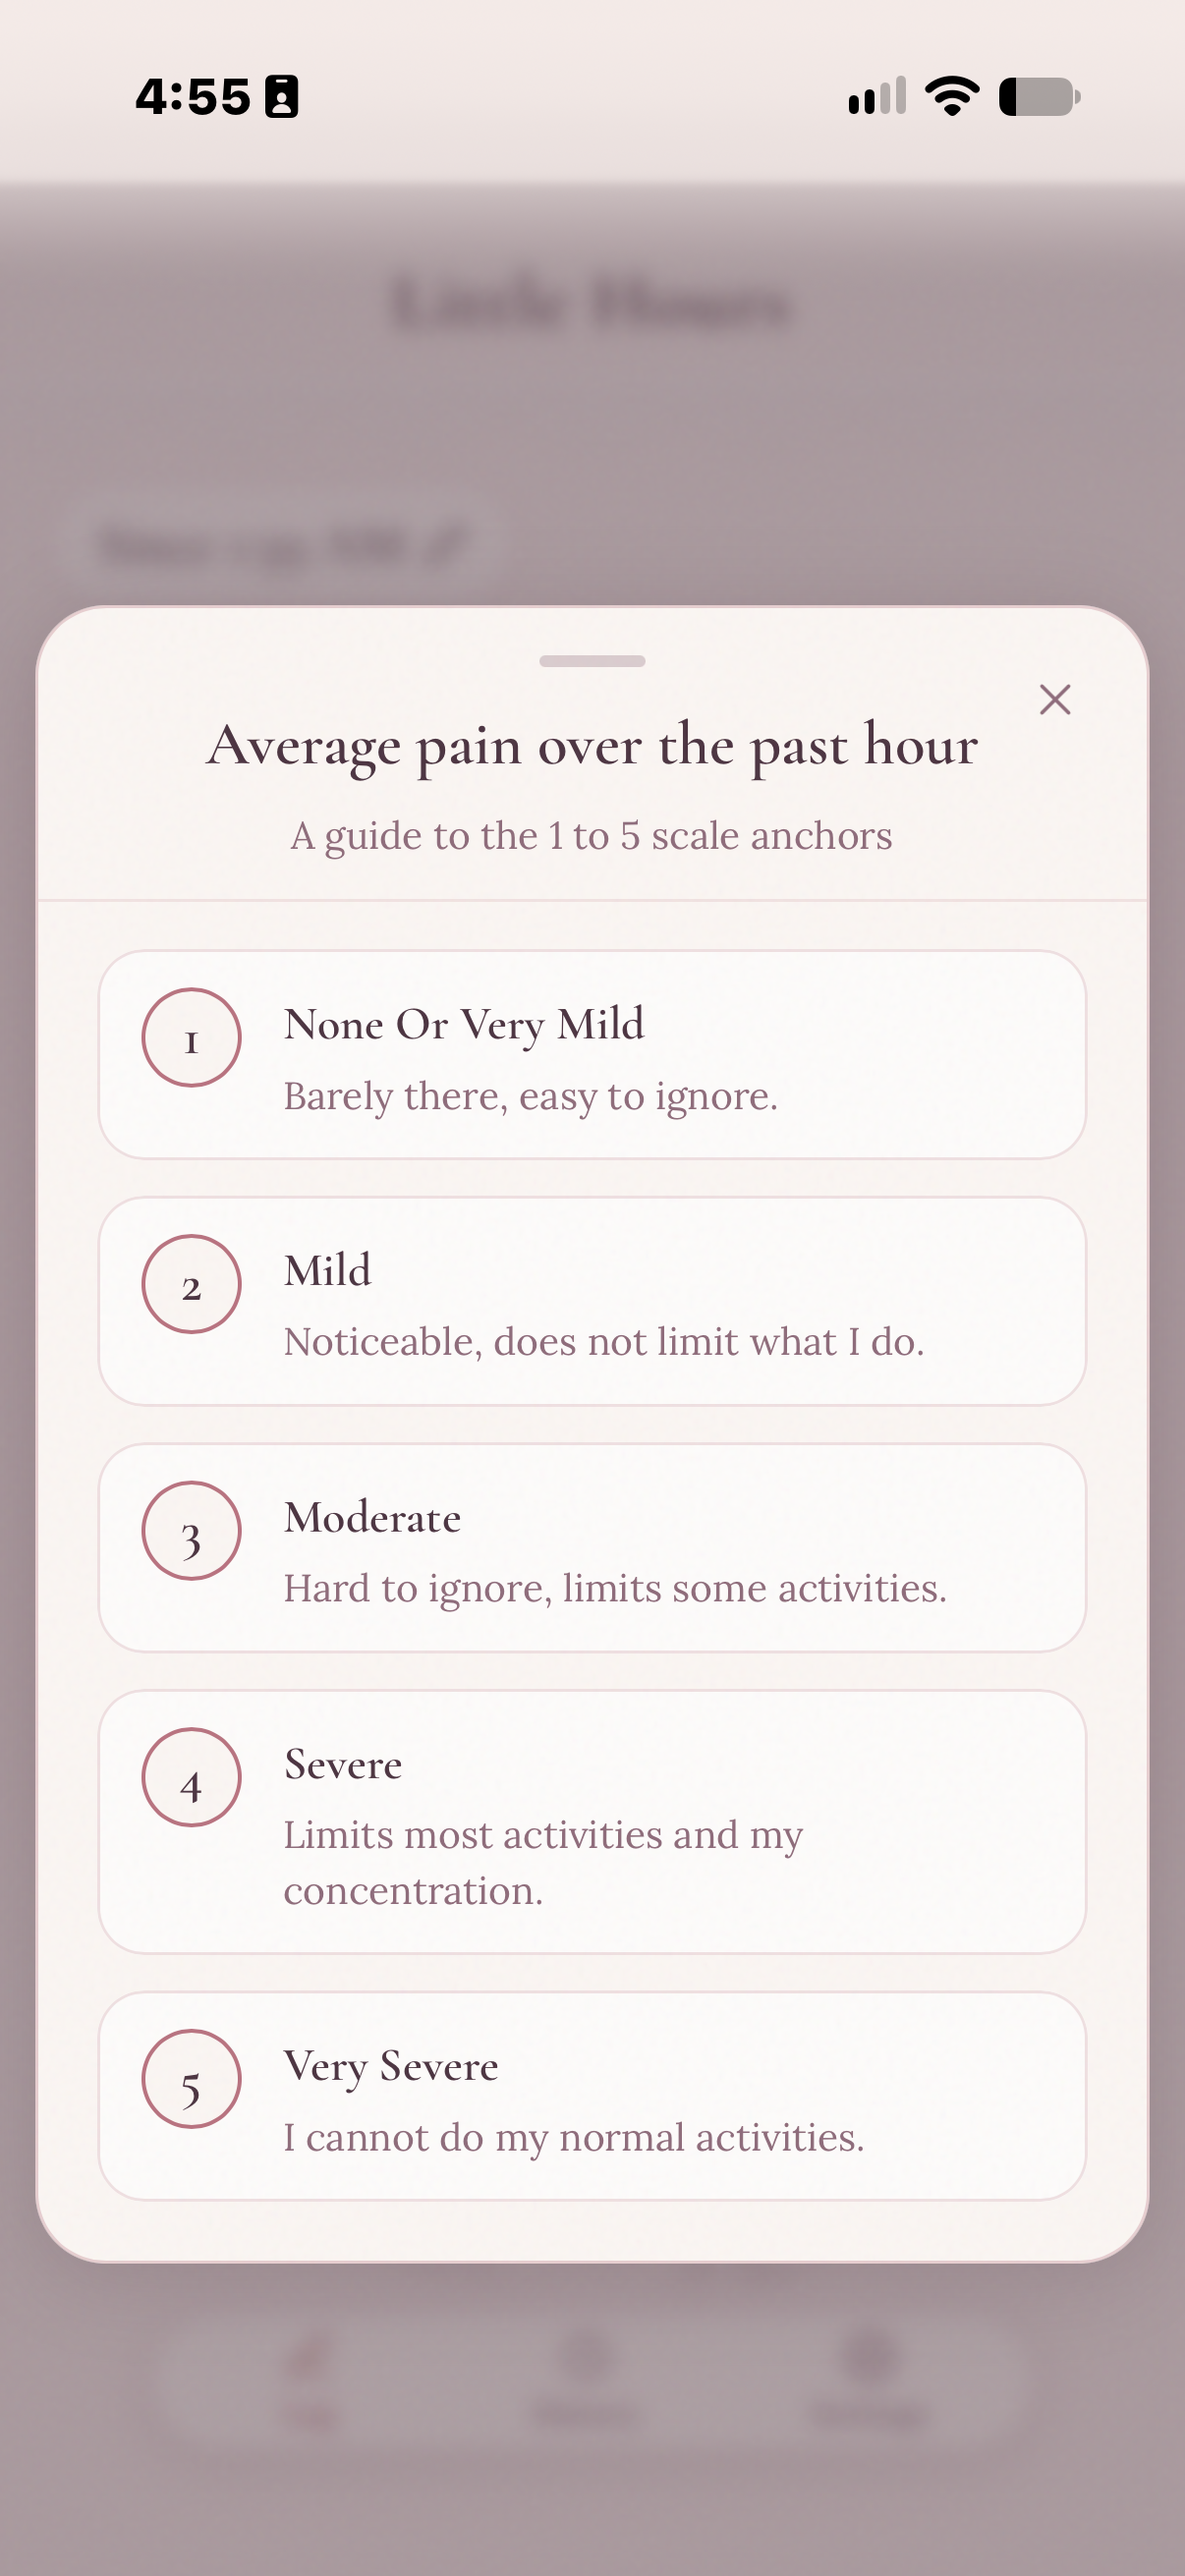 4:55
Little Hours
Average pain over the past hour
A guide to the 1 to 5 scale anchors
1
None Or Very Mild
Barely there, easy to ignore.
2
Mild
Noticeable, does not limit what I do.
3
Moderate
Hard to ignore, limits some activities.
4
Severe
Limits most activities and my
concentration.
5
Very Severe
I cannot do my normal activities.